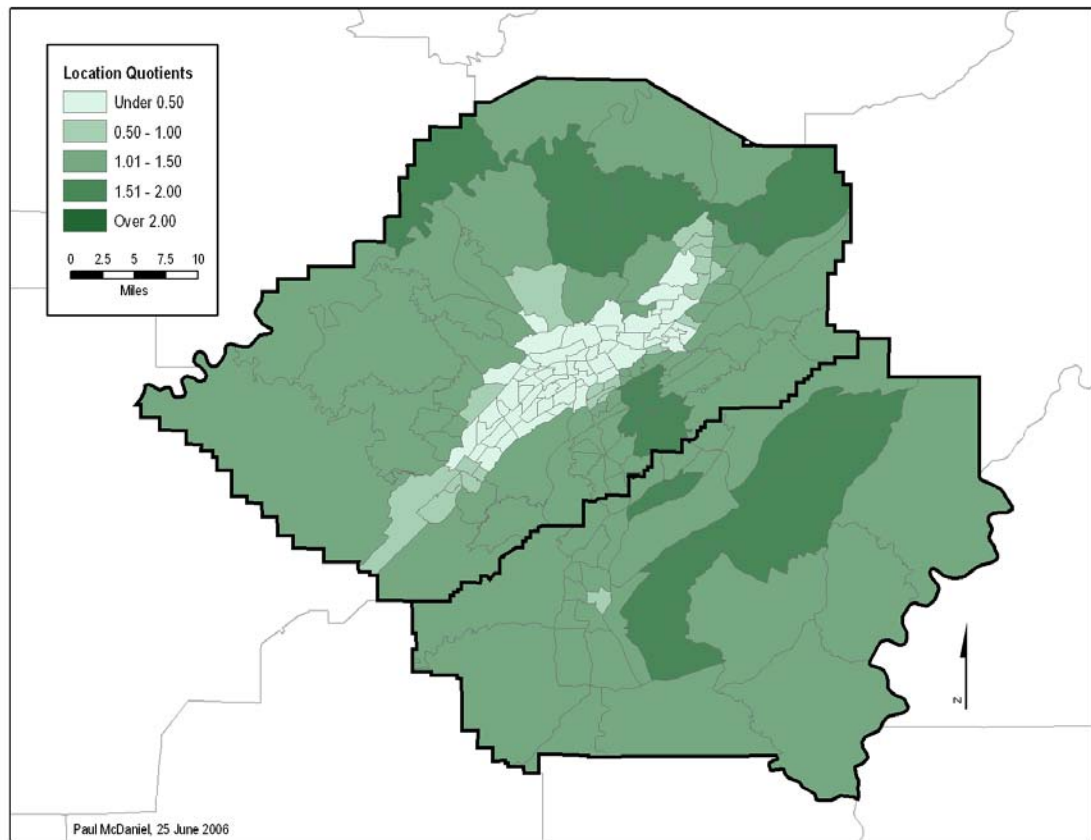 Location Quotients
Under 0.50
0.50 - 1.00
1.01 - 1.50
1.51 - 2.00
Over 2.00
0 2.5 5 7.5 10
Miles
N
Paul McDaniel, 25 June 2006